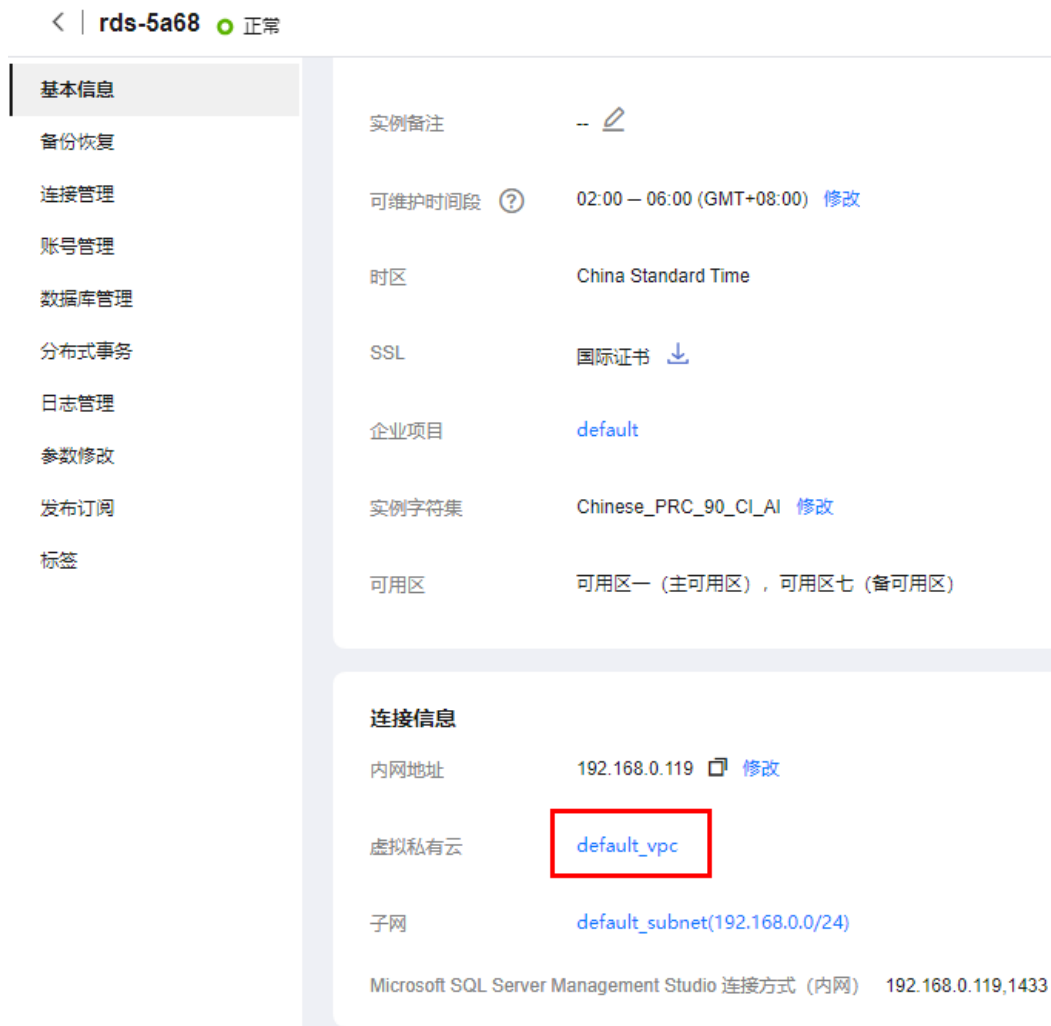 rds-5a68 正常
基本信息
备份恢复
连接管理
账号管理
数据库管理
分布式事务
日志管理
参数修改
发布订阅
标签
实例备注 --
可维护时间段 ? 02:00 — 06:00 (GMT+08:00) 修改
时区 China Standard Time
SSL 国际证书
企业项目 default
实例字符集 Chinese_PRC_90_CI_AI 修改
可用区 可用区一（主可用区），可用区七（备可用区）
连接信息
内网地址 192.168.0.119 修改
虚拟私有云 default_vpc
子网 default_subnet(192.168.0.0/24)
Microsoft SQL Server Management Studio 连接方式（内网） 192.168.0.119,1433